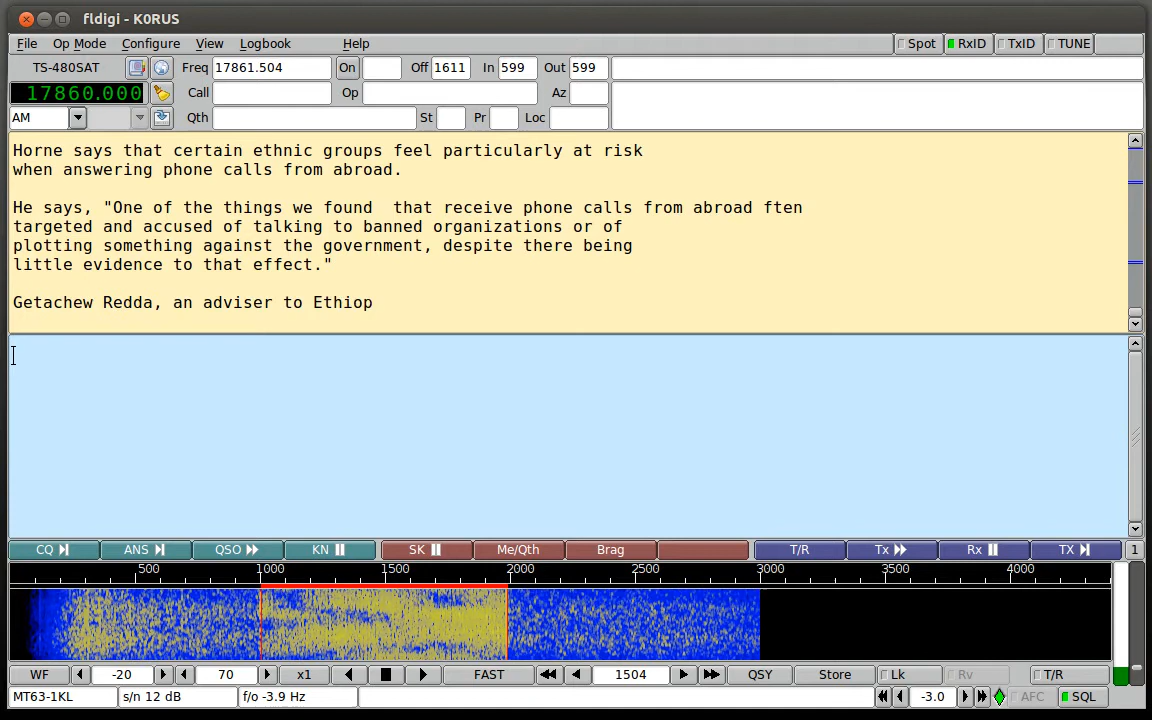 fldigi - K0RUS
File Op Mode Configure View Logbook Help Spot RxID TxID TUNE
TS-480SAT Freq 17861.504 On Off 1611 In 599 Out 599
17860.000 Call Op Az
AM Qth St Pr Loc
Horne says that certain ethnic groups feel particularly at risk
when answering phone calls from abroad.
He says, "One of the things we found  that receive phone calls from abroad ften
targeted and accused of talking to banned organizations or of
plotting something against the government, despite there being
little evidence to that effect."
Getachew Redda, an adviser to Ethiop
CQ ANS QSO KN SK Me/Qth Brag T/R Tx Rx TX 1
500 1000 1500 2000 2500 3000 3500 4000
WF -20 70 x1 FAST 1504 QSY Store Lk Rv T/R
MT63-1KL s/n 12 dB f/o -3.9 Hz -3.0 AFC SQL